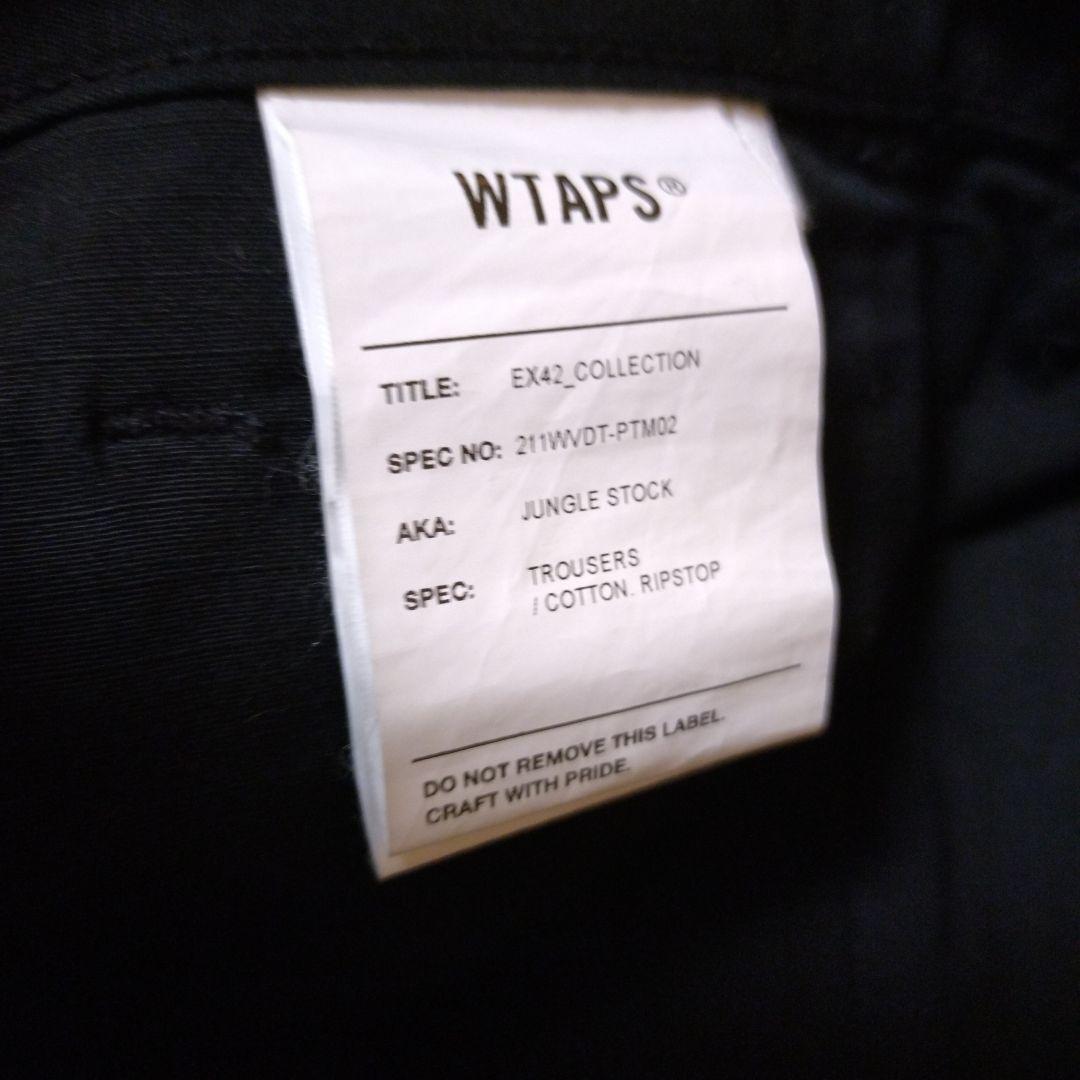 WTAPS®
TITLE: EX42_COLLECTION
SPEC NO: 211WVDT-PTM02
AKA: JUNGLE STOCK
SPEC: TROUSERS
/ COTTON. RIPSTOP
DO NOT REMOVE THIS LABEL.
CRAFT WITH PRIDE.